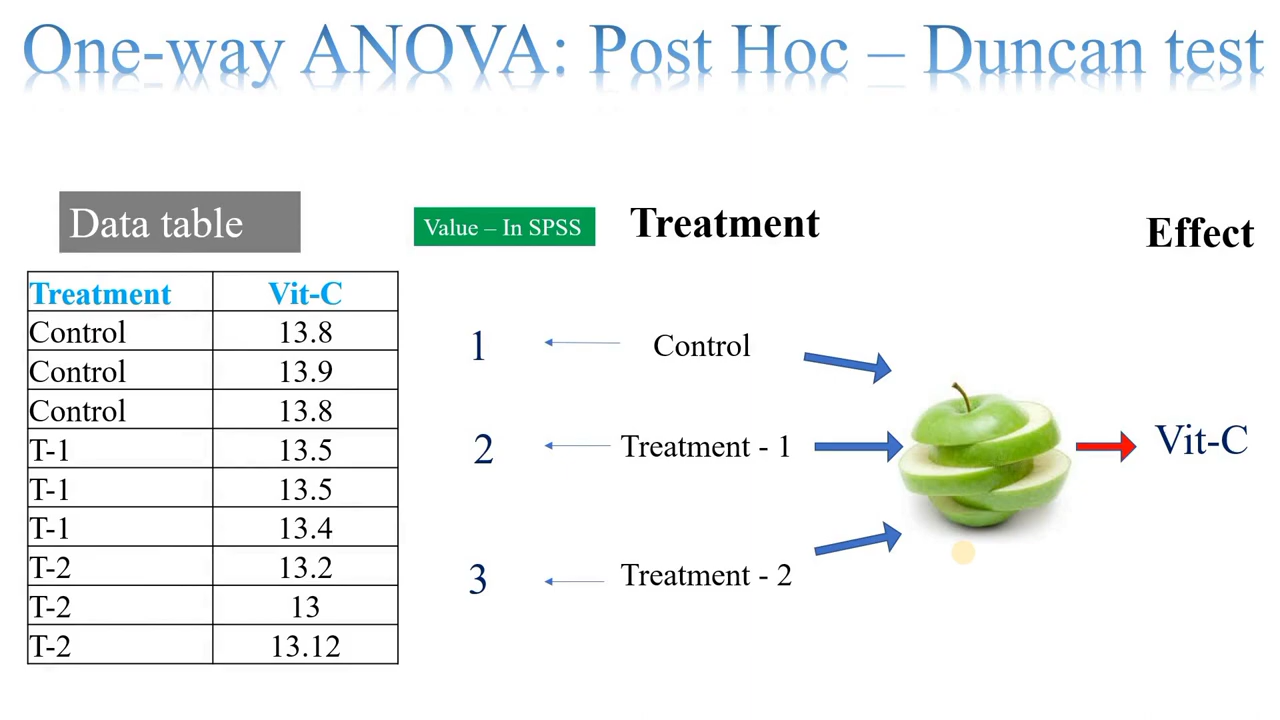 One-way ANOVA: Post Hoc – Duncan test
Data table
Value – In SPSS
Treatment
Effect
Treatment Vit-C
Control 13.8
Control 13.9
Control 13.8
T-1 13.5
T-1 13.5
T-1 13.4
T-2 13.2
T-2 13
T-2 13.12
1 Control
2 Treatment - 1
3 Treatment - 2
Vit-C